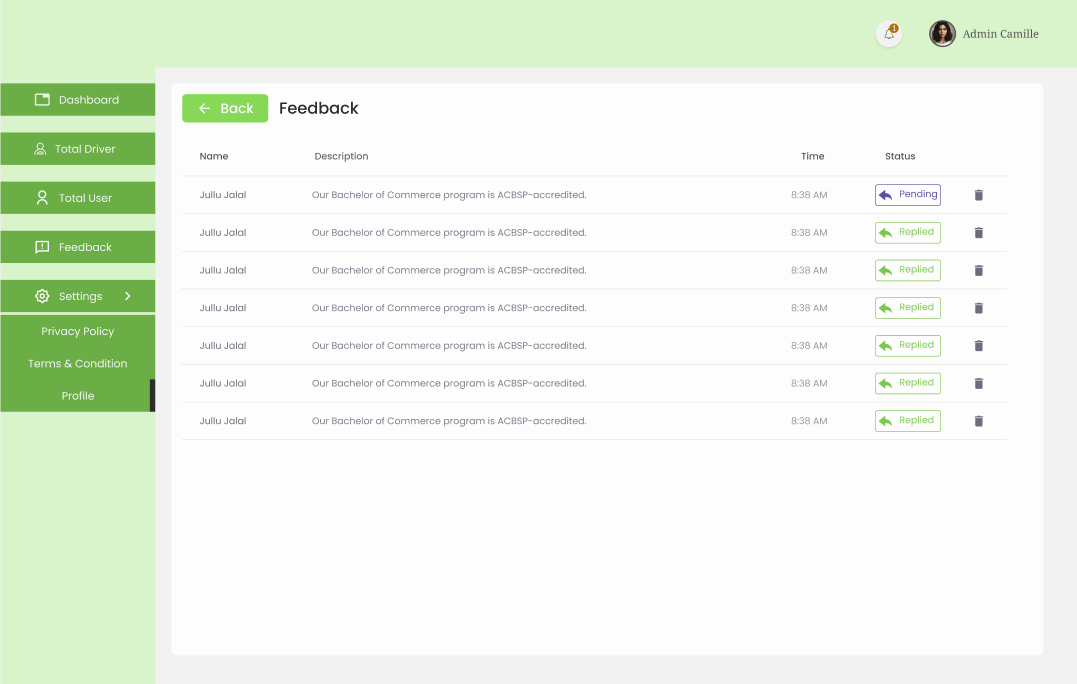 1
Admin Camille
Dashboard
Total Driver
Total User
Feedback
Settings
Privacy Policy
Terms & Condition
Profile
Back Feedback
Name Description Time Status
Jullu Jalal Our Bachelor of Commerce program is ACBSP-accredited. 8:38 AM Pending
Jullu Jalal Our Bachelor of Commerce program is ACBSP-accredited. 8:38 AM Replied
Jullu Jalal Our Bachelor of Commerce program is ACBSP-accredited. 8:38 AM Replied
Jullu Jalal Our Bachelor of Commerce program is ACBSP-accredited. 8:38 AM Replied
Jullu Jalal Our Bachelor of Commerce program is ACBSP-accredited. 8:38 AM Replied
Jullu Jalal Our Bachelor of Commerce program is ACBSP-accredited. 8:38 AM Replied
Jullu Jalal Our Bachelor of Commerce program is ACBSP-accredited. 8:38 AM Replied